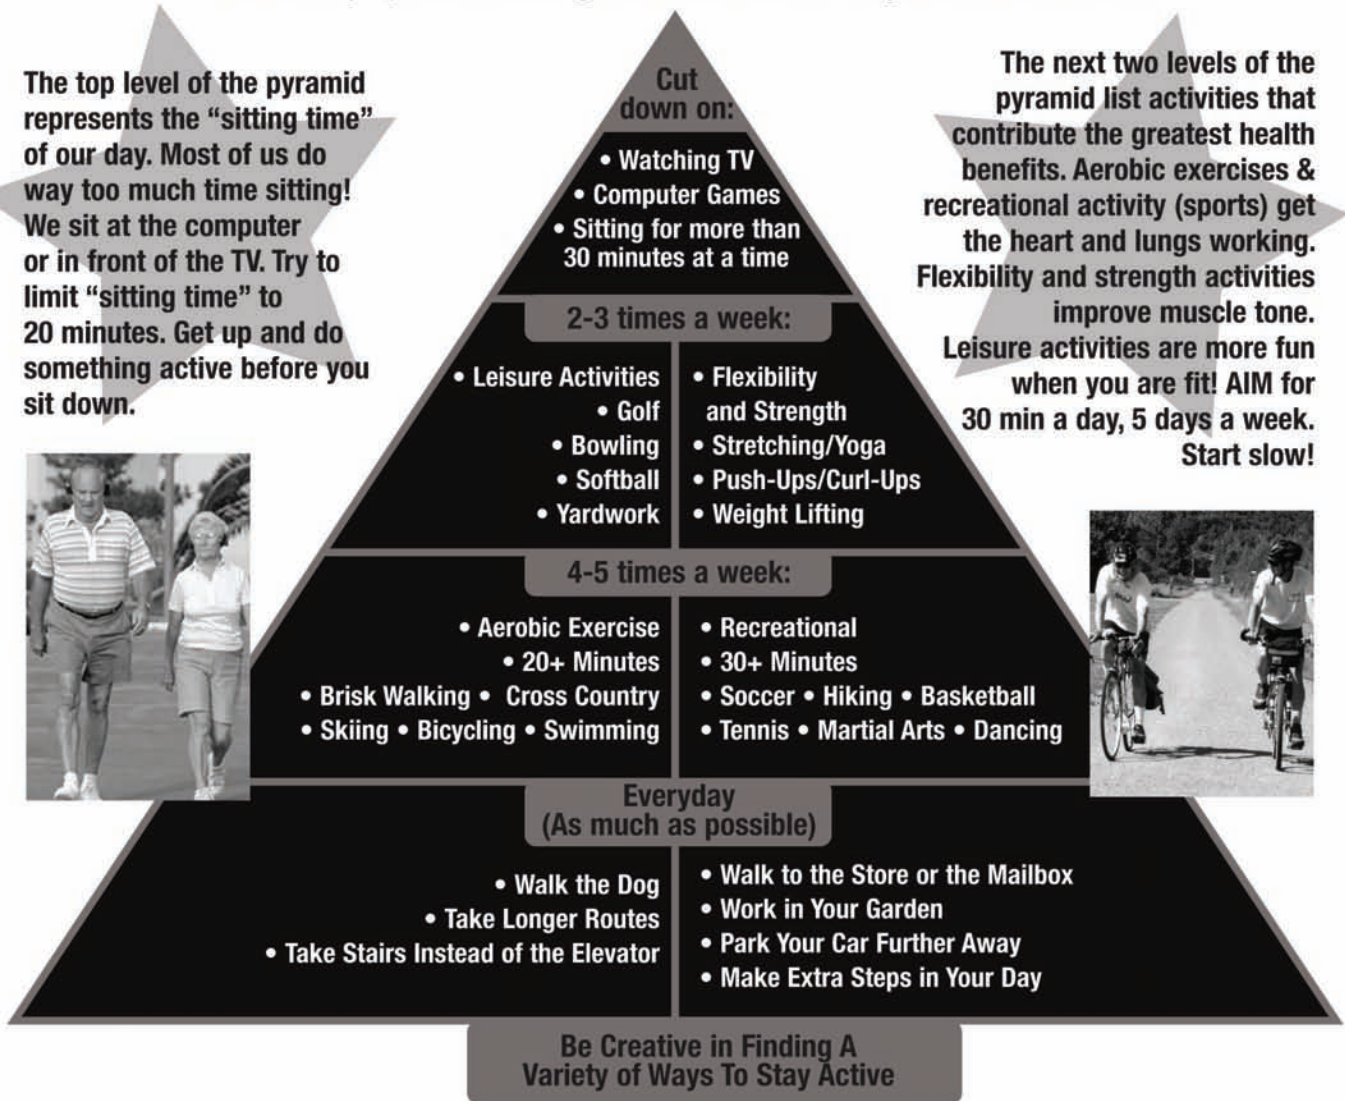 The top level of the pyramid
represents the “sitting time”
of our day. Most of us do
way too much time sitting!
We sit at the computer
or in front of the TV. Try to
limit “sitting time” to
20 minutes. Get up and do
something active before you
sit down.
Cut
down on:
• Watching TV
• Computer Games
• Sitting for more than
30 minutes at a time
The next two levels of the
pyramid list activities that
contribute the greatest health
benefits. Aerobic exercises &
recreational activity (sports) get
the heart and lungs working.
Flexibility and strength activities
improve muscle tone.
Leisure activities are more fun
when you are fit! AIM for
30 min a day, 5 days a week.
Start slow!
2-3 times a week:
• Leisure Activities
• Golf
• Bowling
• Softball
• Yardwork
• Flexibility
and Strength
• Stretching/Yoga
• Push-Ups/Curl-Ups
• Weight Lifting
4-5 times a week:
• Aerobic Exercise
• 20+ Minutes
• Brisk Walking • Cross Country
• Skiing • Bicycling • Swimming
• Recreational
• 30+ Minutes
• Soccer • Hiking • Basketball
• Tennis • Martial Arts • Dancing
Everyday
(As much as possible)
• Walk the Dog
• Take Longer Routes
• Take Stairs Instead of the Elevator
• Walk to the Store or the Mailbox
• Work in Your Garden
• Park Your Car Further Away
• Make Extra Steps in Your Day
Be Creative in Finding A
Variety of Ways To Stay Active